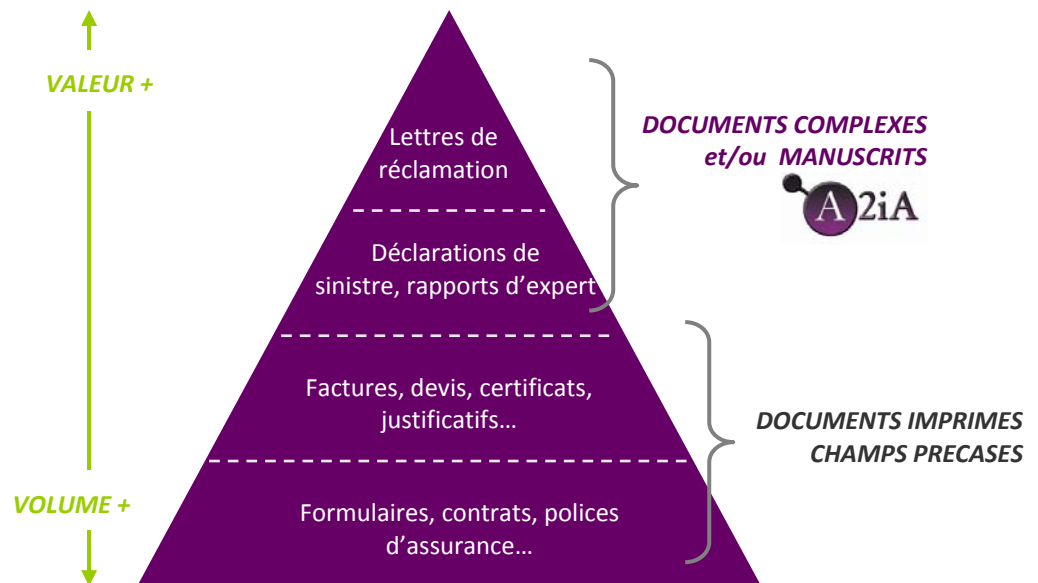 VALEUR +
Lettres de
réclamation
DOCUMENTS COMPLEXES
et/ou MANUSCRITS
A2iA
Déclarations de
sinistre, rapports d’expert
Factures, devis, certificats,
justificatifs…
DOCUMENTS IMPRIMES
CHAMPS PRECASES
VOLUME +
Formulaires, contrats, polices
d’assurance…